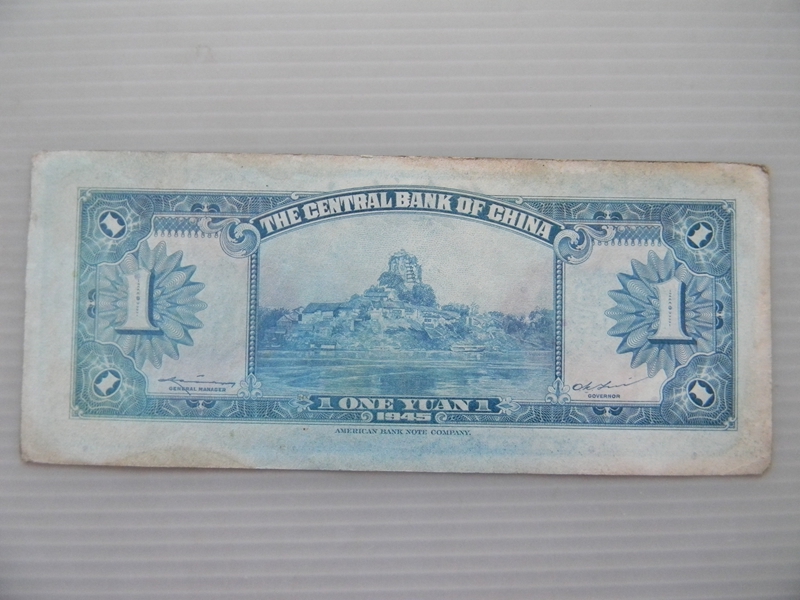 THE CENTRAL BANK OF CHINA
1
1
GENERAL MANAGER
GOVERNOR
1 ONE YUAN 1
1945
AMERICAN BANK NOTE COMPANY.